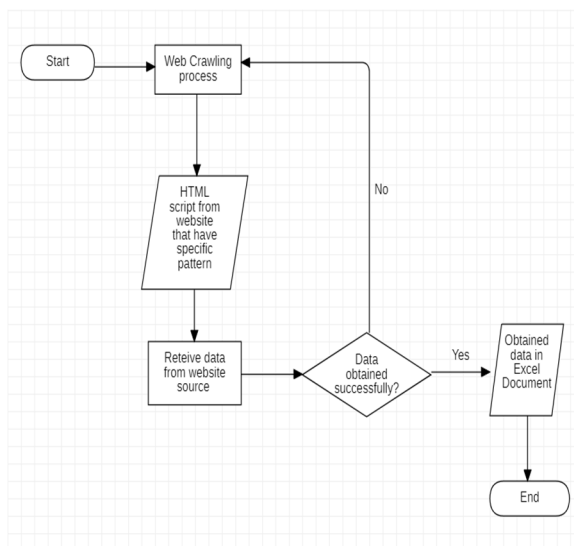 Start
Web Crawling
process
HTML
script from
website
that have
specific
pattern
No
Reteive data
from website
source
Data
obtained
successfully?
Yes
Obtained
data in
Excel
Document
End